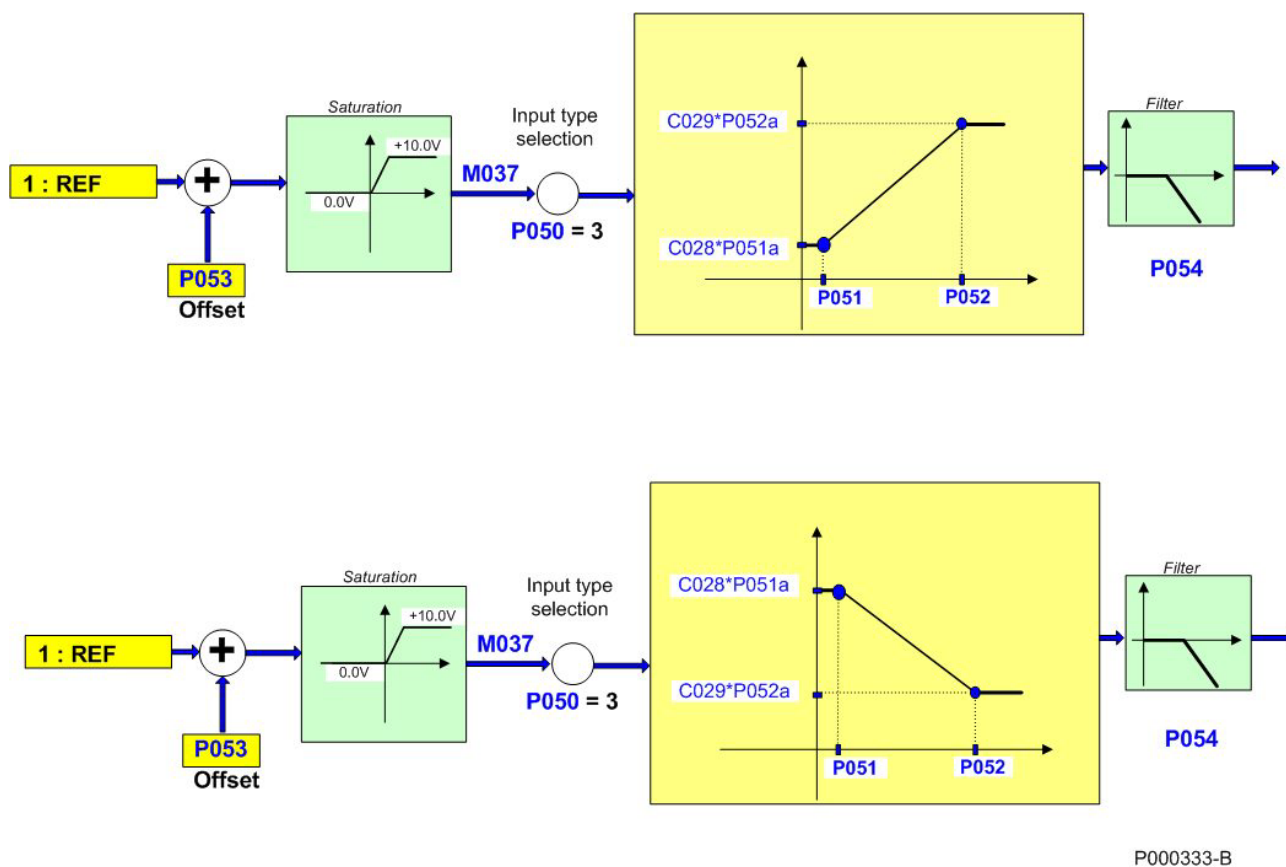 Saturation
+10.0V
0.0V
1 : REF
P053
Offset
M037
Input type
selection
P050 = 3
C029*P052a
C028*P051a
P051
P052
Filter
P054
Saturation
+10.0V
0.0V
1 : REF
P053
Offset
M037
Input type
selection
P050 = 3
C028*P051a
C029*P052a
P051
P052
Filter
P054
P000333-B